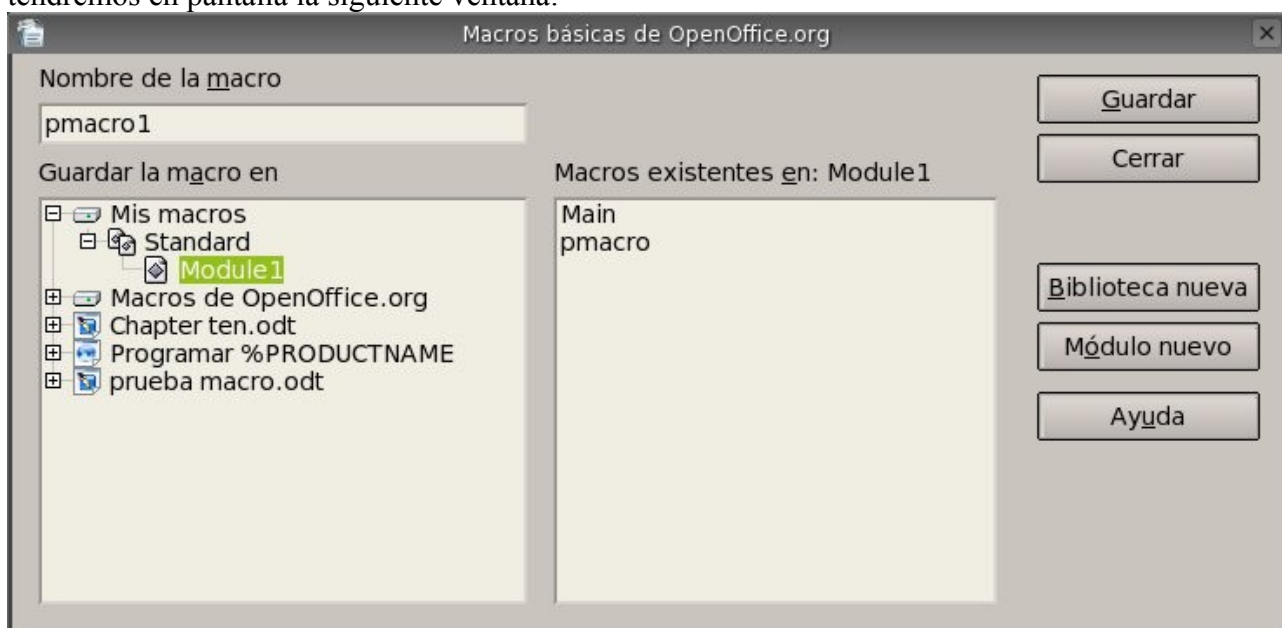 tendremos en pantalla la siguiente ventana:
Macros básicas de OpenOffice.org
Nombre de la macro
pmacro1
Guardar la macro en
Mis macros
Standard
Module1
Macros de OpenOffice.org
Chapter ten.odt
Programar %PRODUCTNAME
prueba macro.odt
Macros existentes en: Module1
Main
pmacro
Guardar
Cerrar
Biblioteca nueva
Módulo nuevo
Ayuda